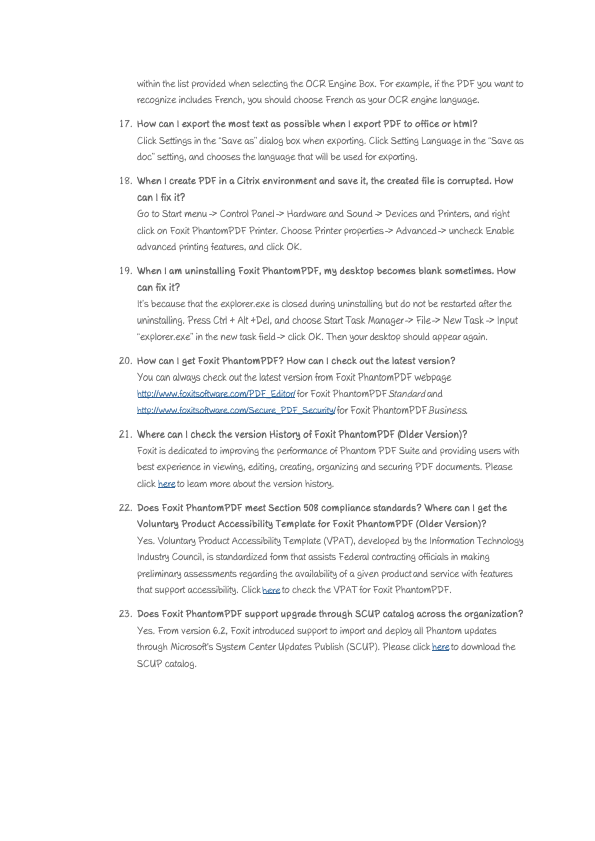 within the list provided when selecting the OCR Engine Box. For example, if the PDF you want to
recognize includes French, you should choose French as your OCR engine language.
17. How can I export the most text as possible when I export PDF to office or html?
Click Settings in the "Save as" dialog box when exporting. Click Setting Language in the "Save as
doc" setting, and chooses the language that will be used for exporting.
18. When I create PDF in a Citrix environment and save it, the created file is corrupted. How
can I fix it?
Go to Start menu -> Control Panel -> Hardware and Sound -> Devices and Printers, and right
click on Foxit PhantomPDF Printer. Choose Printer properties -> Advanced -> uncheck Enable
advanced printing features, and click OK.
19. When I am uninstalling Foxit PhantomPDF, my desktop becomes blank sometimes. How
can fix it?
It's because that the explorer.exe is closed during uninstalling but do not be restarted after the
uninstalling. Press Ctrl + Alt +Del, and choose Start Task Manager -> File -> New Task -> Input
"explorer.exe" in the new task field -> click OK. Then your desktop should appear again.
20. How can I get Foxit PhantomPDF? How can I check out the latest version?
You can always check out the latest version from Foxit PhantomPDF webpage
http://www.foxitsoftware.com/PDF_Editor/ for Foxit PhantomPDF Standard and
http://www.foxitsoftware.com/Secure_PDF_Security/ for Foxit PhantomPDF Business.
21. Where can I check the version History of Foxit PhantomPDF (Older Version)?
Foxit is dedicated to improving the performance of Phantom PDF Suite and providing users with
best experience in viewing, editing, creating, organizing and securing PDF documents. Please
click here to learn more about the version history.
22. Does Foxit PhantomPDF meet Section 508 compliance standards? Where can I get the
Voluntary Product Accessibility Template for Foxit PhantomPDF (Older Version)?
Yes. Voluntary Product Accessibility Template (VPAT), developed by the Information Technology
Industry Council, is standardized form that assists Federal contracting officials in making
preliminary assessments regarding the availability of a given product and service with features
that support accessibility. Click here to check the VPAT for Foxit PhantomPDF.
23. Does Foxit PhantomPDF support upgrade through SCUP catalog across the organization?
Yes. From version 6.2, Foxit introduced support to import and deploy all Phantom updates
through Microsoft's System Center Updates Publish (SCUP). Please click here to download the
SCUP catalog.